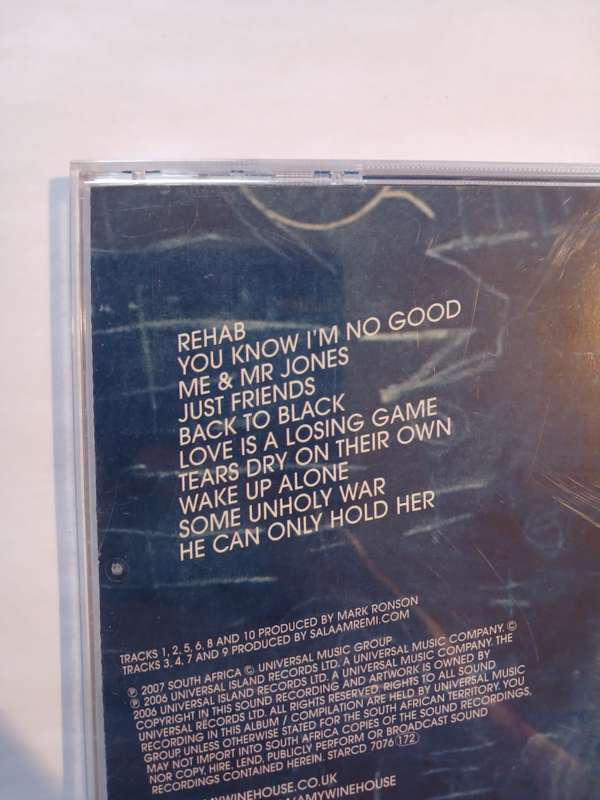 REHAB
YOU KNOW I'M NO GOOD
ME & MR JONES
JUST FRIENDS
BACK TO BLACK
LOVE IS A LOSING GAME
TEARS DRY ON THEIR OWN
WAKE UP ALONE
SOME UNHOLY WAR
HE CAN ONLY HOLD HER
TRACKS 1, 2, 5, 6, 8 AND 10 PRODUCED BY MARK RONSON
TRACKS 3, 4, 7 AND 9 PRODUCED BY SALAAMREMI.COM
℗ 2007 SOUTH AFRICA © UNIVERSAL MUSIC GROUP
℗ 2006 UNIVERSAL ISLAND RECORDS LTD. A UNIVERSAL MUSIC COMPANY. ©
2006 UNIVERSAL ISLAND RECORDS LTD. A UNIVERSAL MUSIC COMPANY. THE
COPYRIGHT IN THIS SOUND RECORDING AND ARTWORK IS OWNED BY
UNIVERSAL RECORDS LTD. ALL RIGHTS RESERVED. RIGHTS TO ALL SOUND
RECORDING IN THIS ALBUM / COMPILATION ARE HELD BY UNIVERSAL MUSIC
GROUP UNLESS OTHERWISE STATED FOR THE SOUTH AFRICAN TERRITORY. YOU
MAY NOT IMPORT INTO SOUTH AFRICA COPIES OF THE SOUND RECORDINGS,
NOR COPY, HIRE, LEND, PUBLICLY PERFORM OR BROADCAST SOUND
RECORDINGS CONTAINED HEREIN. STARCD 7076 172
MYWINEHOUSE.CO.UK
AMYWINEHOUSE